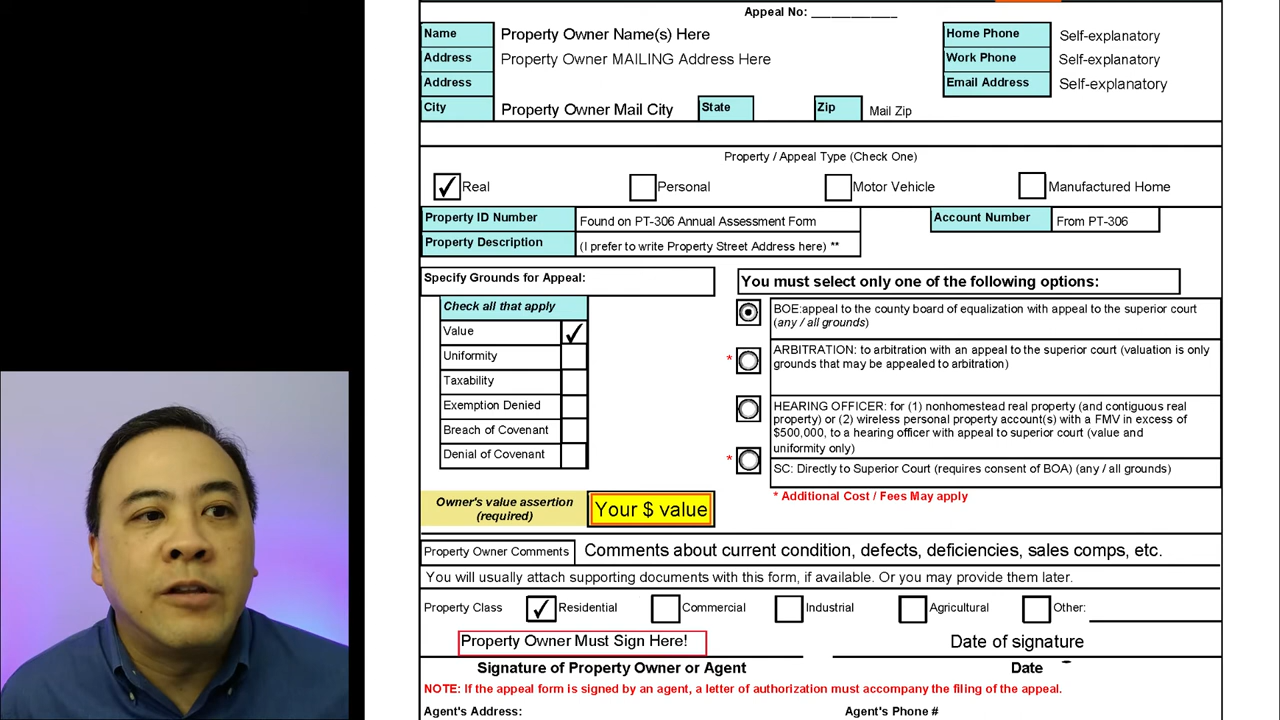 Appeal No: _____________
Name Property Owner Name(s) Here Home Phone Self-explanatory
Address Property Owner MAILING Address Here Work Phone Self-explanatory
Address Email Address Self-explanatory
City Property Owner Mail City State Zip Mail Zip
Property / Appeal Type (Check One)
Real Personal Motor Vehicle Manufactured Home
Property ID Number Found on PT-306 Annual Assessment Form Account Number From PT-306
Property Description (I prefer to write Property Street Address here) **
Specify Grounds for Appeal:
Check all that apply
Value
Uniformity
Taxability
Exemption Denied
Breach of Covenant
Denial of Covenant
Owner's value assertion
(required)
Your $ value
You must select only one of the following options:
BOE:appeal to the county board of equalization with appeal to the superior court
(any / all grounds)
* ARBITRATION: to arbitration with an appeal to the superior court (valuation is only
grounds that may be appealed to arbitration)
HEARING OFFICER: for (1) nonhomestead real property (and contiguous real
property) or (2) wireless personal property account(s) with a FMV in excess of
$500,000, to a hearing officer with appeal to superior court (value and
uniformity only)
* SC: Directly to Superior Court (requires consent of BOA) (any / all grounds)
* Additional Cost / Fees May apply
Property Owner Comments Comments about current condition, defects, deficiencies, sales comps, etc.
You will usually attach supporting documents with this form, if available. Or you may provide them later.
Property Class Residential Commercial Industrial Agricultural Other:
Property Owner Must Sign Here! Date of signature
Signature of Property Owner or Agent Date
NOTE: If the appeal form is signed by an agent, a letter of authorization must accompany the filing of the appeal.
Agent's Address: Agent's Phone #